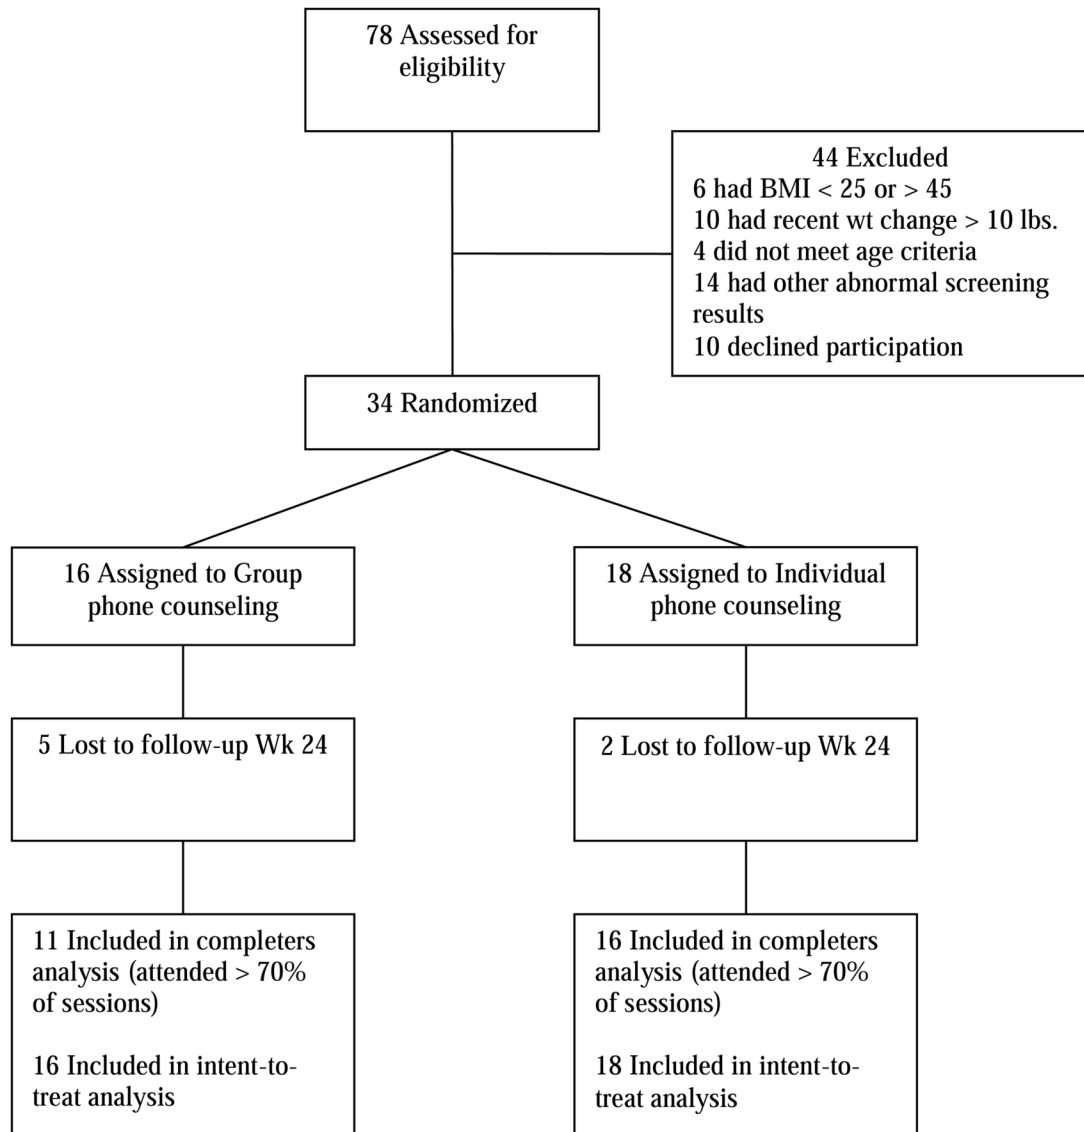 78 Assessed for
eligibility
44 Excluded
6 had BMI < 25 or > 45
10 had recent wt change > 10 lbs.
4 did not meet age criteria
14 had other abnormal screening
results
10 declined participation
34 Randomized
16 Assigned to Group
phone counseling
18 Assigned to Individual
phone counseling
5 Lost to follow-up Wk 24
2 Lost to follow-up Wk 24
11 Included in completers
analysis (attended > 70%
of sessions)
16 Included in intent-to-
treat analysis
16 Included in completers
analysis (attended > 70%
of sessions)
18 Included in intent-to-
treat analysis